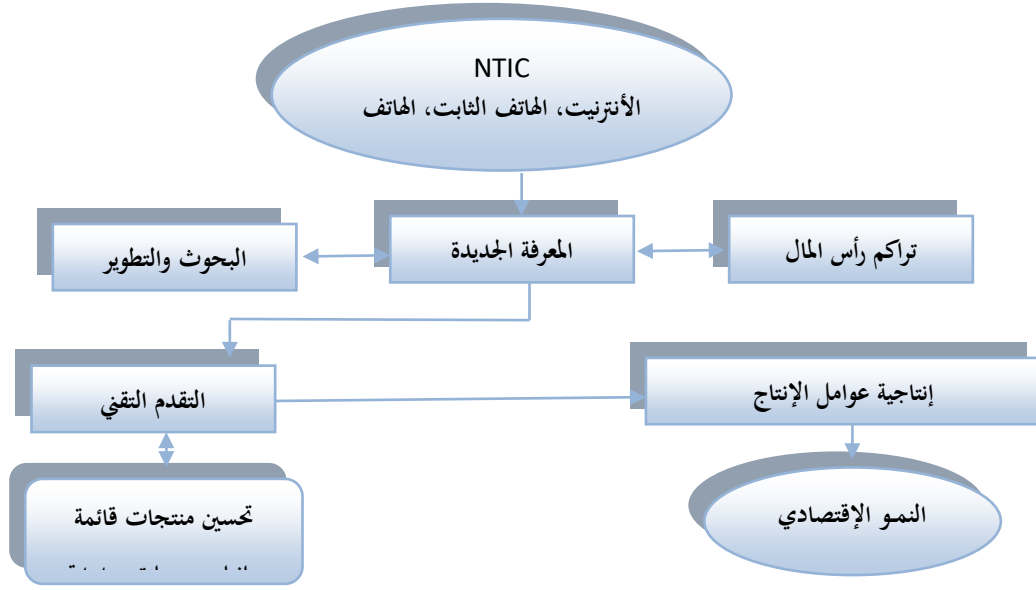 NTIC
الأنترنيت، الهاتف الثابت، الهاتف
تراكم رأس المال
المعرفة الجديدة
البحوث والتطوير
إنتاجية عوامل الإنتاج
التقدم التقني
النمو الإقتصادي
تحسين منتجات قائمة